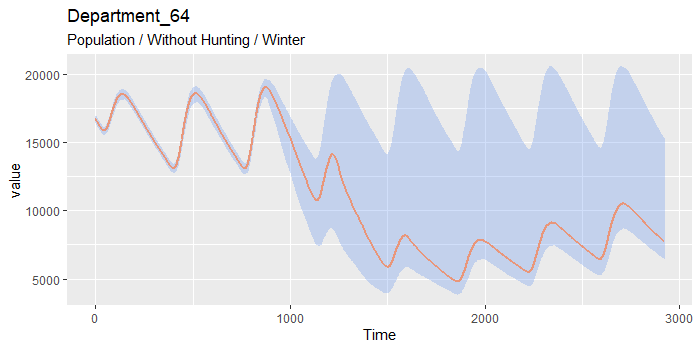 Department_64
Population / Without Hunting / Winter
20000
15000
10000
5000
value
0 1000 2000 3000
Time